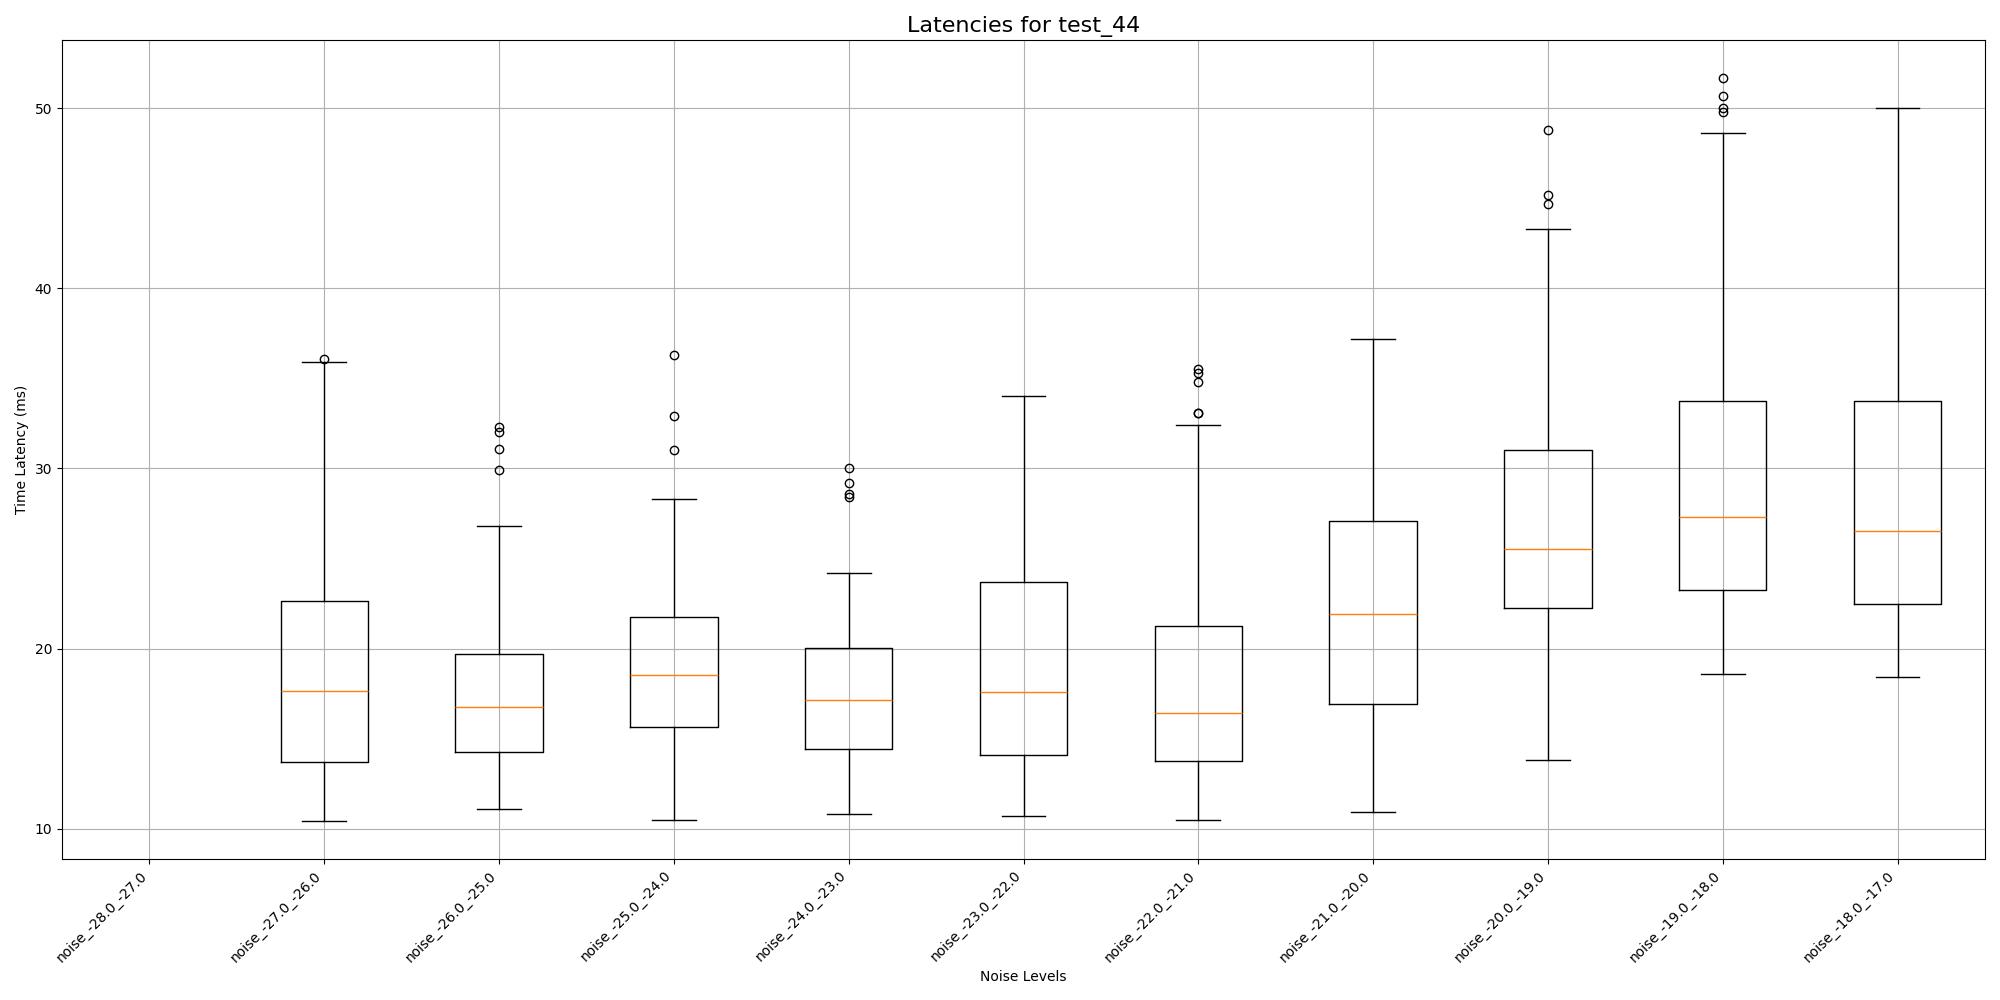 Latencies for test_44
Time Latency (ms)
50
40
30
20
10
noise_-28.0_-27.0
noise_-27.0_-26.0
noise_-26.0_-25.0
noise_-25.0_-24.0
noise_-24.0_-23.0
noise_-23.0_-22.0
noise_-22.0_-21.0
noise_-21.0_-20.0
noise_-20.0_-19.0
noise_-19.0_-18.0
noise_-18.0_-17.0
Noise Levels